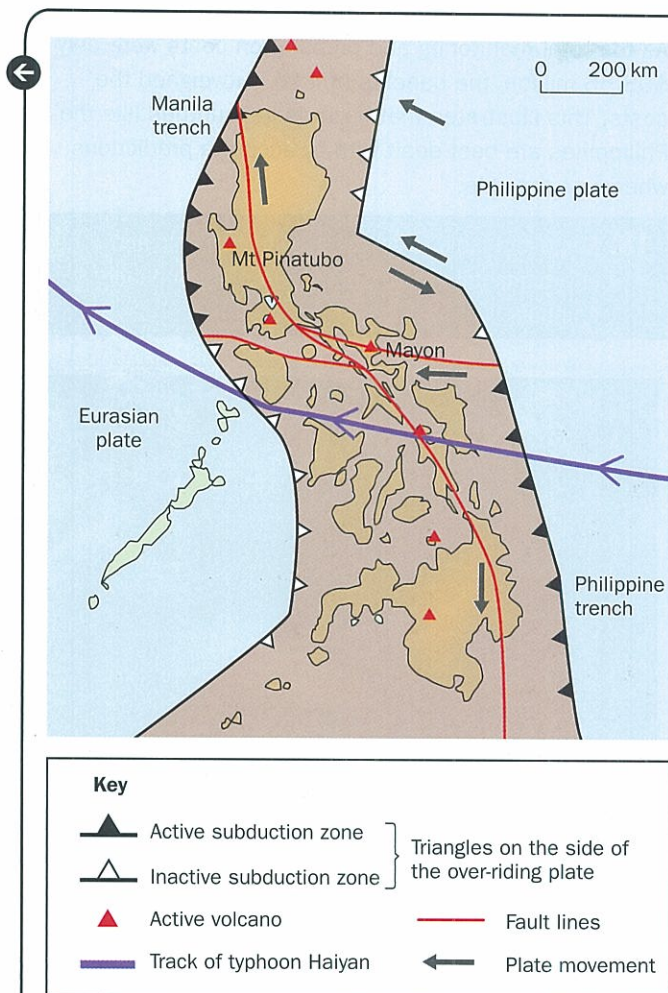 0 200 km
Manila
trench
Philippine plate
Mt Pinatubo
Mayon
Eurasian
plate
Philippine
trench
Key
Active subduction zone
Inactive subduction zone
Triangles on the side of
the over-riding plate
Active volcano
Fault lines
Track of typhoon Haiyan
Plate movement